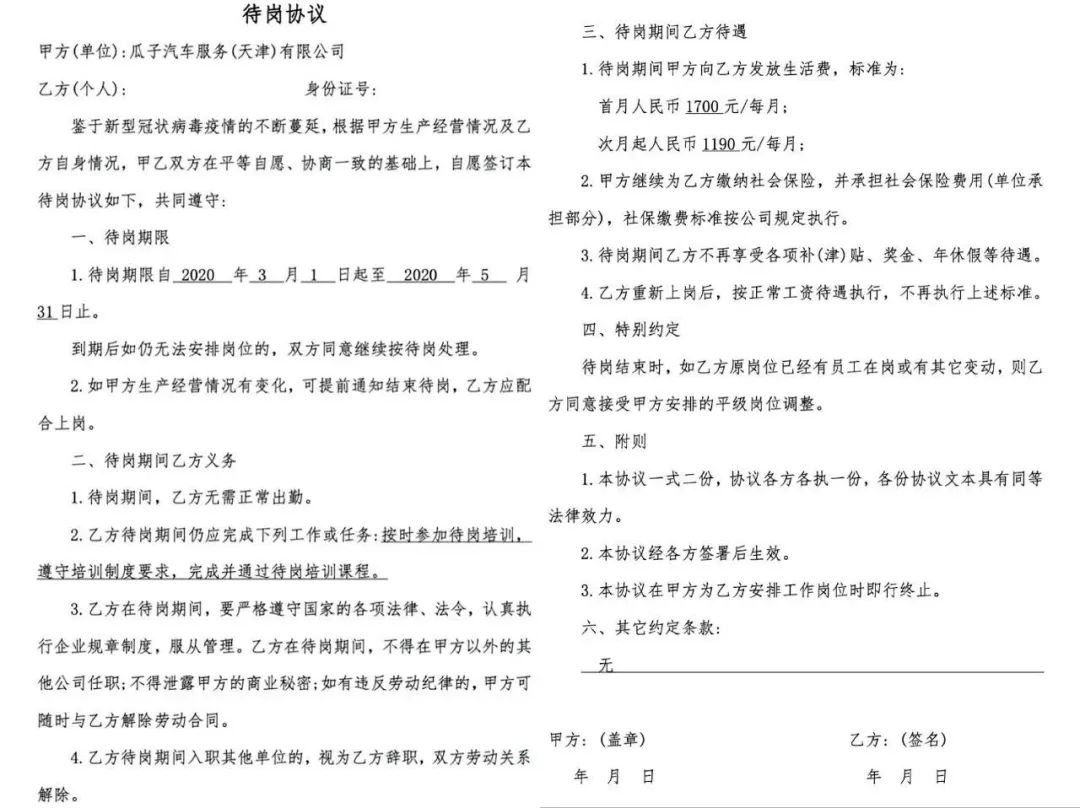 待岗协议
甲方(单位):瓜子汽车服务(天津)有限公司
乙方(个人): 身份证号:
鉴于新型冠状病毒疫情的不断蔓延,根据甲方生产经营情况及乙
方自身情况,甲乙双方在平等自愿、协商一致的基础上,自愿签订本
待岗协议如下,共同遵守:
一、待岗期限
1.待岗期限自 2020 年 3 月 1 日起至 2020 年 5 月
31 日止。
到期后如仍无法安排岗位的,双方同意继续按待岗处理。
2.如甲方生产经营情况有变化,可提前通知结束待岗,乙方应配
合上岗。
二、待岗期间乙方义务
1.待岗期间,乙方无需正常出勤。
2.乙方待岗期间仍应完成下列工作或任务:按时参加待岗培训,
遵守培训制度要求,完成并通过待岗培训课程。
3.乙方在待岗期间,要严格遵守国家的各项法律、法令,认真执
行企业规章制度,服从管理。乙方在待岗期间,不得在甲方以外的其
他公司任职;不得泄露甲方的商业秘密;如有违反劳动纪律的,甲方可
随时与乙方解除劳动合同。
4.乙方待岗期间入职其他单位的,视为乙方辞职,双方劳动关系
解除。
三、待岗期间乙方待遇
1.待岗期间甲方向乙方发放生活费,标准为:
首月人民币 1700 元/每月;
次月起人民币 1190 元/每月;
2.甲方继续为乙方缴纳社会保险,并承担社会保险费用(单位承
担部分),社保缴费标准按公司规定执行。
3.待岗期间乙方不再享受各项补(津)贴、奖金、年休假等待遇。
4.乙方重新上岗后,按正常工资待遇执行,不再执行上述标准。
四、特别约定
待岗结束时,如乙方原岗位已经有员工在岗或有其它变动,则乙
方同意接受甲方安排的平级岗位调整。
五、附则
1.本协议一式二份,协议各方各执一份,各份协议文本具有同等
法律效力。
2.本协议经各方签署后生效。
3.本协议在甲方为乙方安排工作岗位时即行终止。
六、其它约定条款:
无
甲方:(盖章) 乙方:(签名)
年 月 日 年 月 日